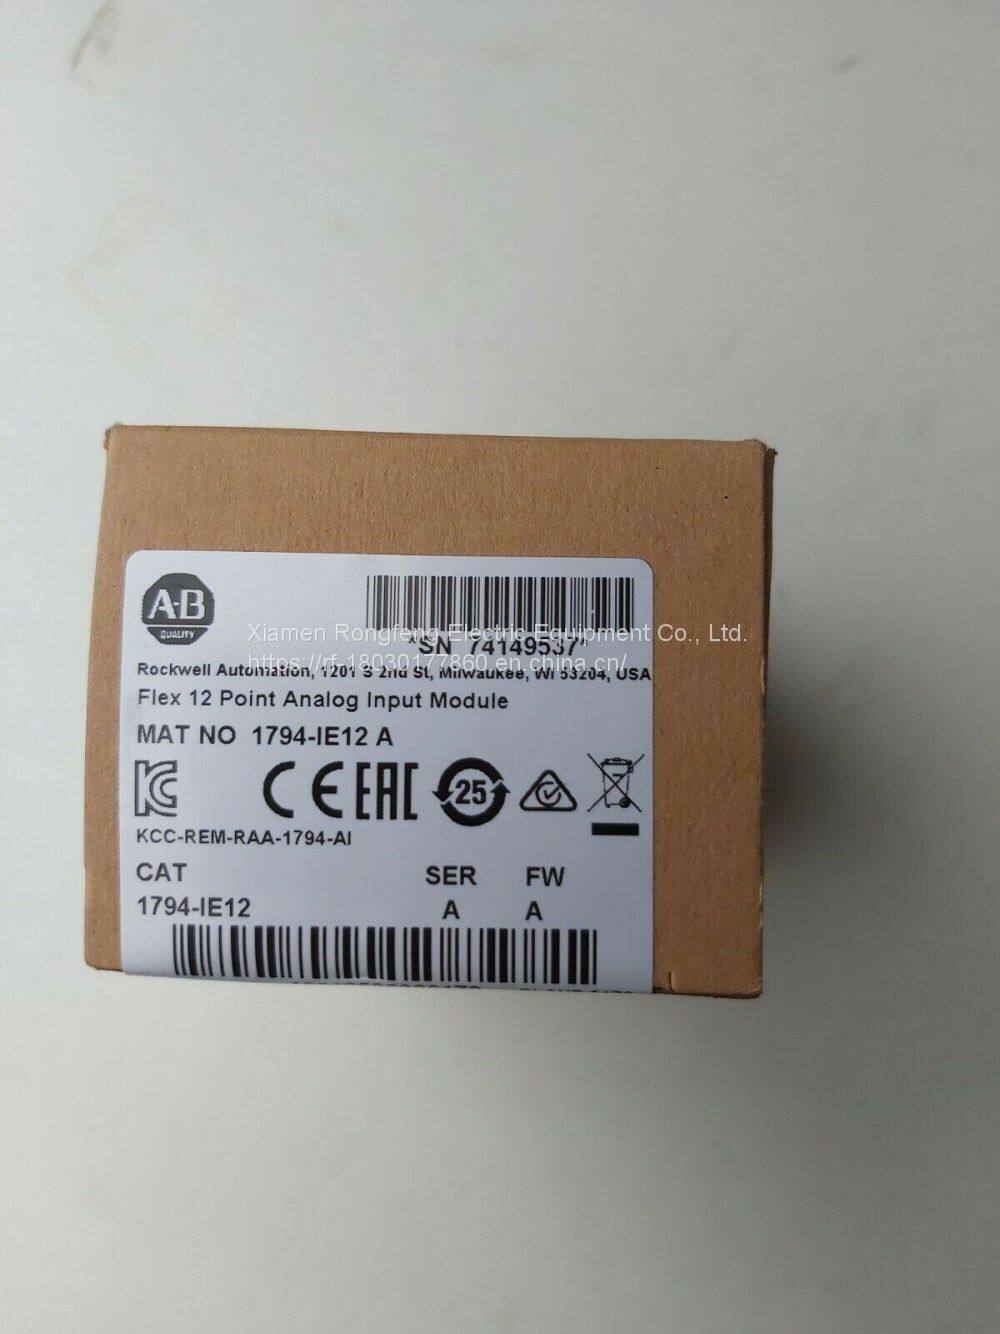 A-B
QUALITY
*SN 74149537*
Xiamen Rongfeng Electric Equipment Co., Ltd.
https://rf-18030177860.en.china.cn/
Rockwell Automation, 1201 S 2nd St, Milwaukee, WI 53204, USA
Flex 12 Point Analog Input Module
MAT NO 1794-IE12 A
KC CE EAC 25
KCC-REM-RAA-1794-AI
CAT SER FW
1794-IE12 A A